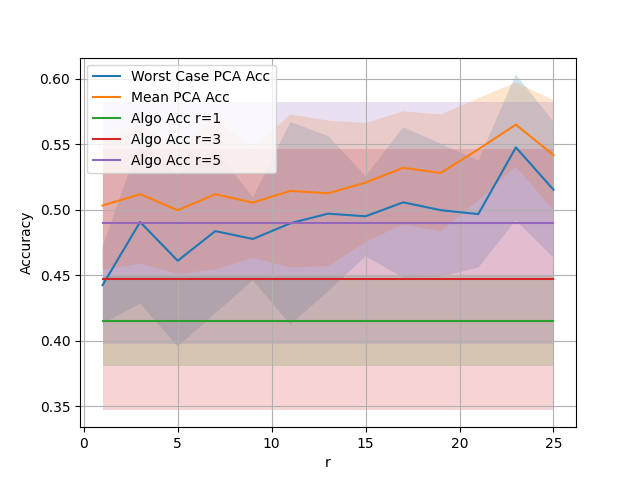 Worst Case PCA Acc
Mean PCA Acc
Algo Acc r=1
Algo Acc r=3
Algo Acc r=5
0.60
0.55
0.50
0.45
0.40
0.35
Accuracy
0 5 10 15 20 25
r